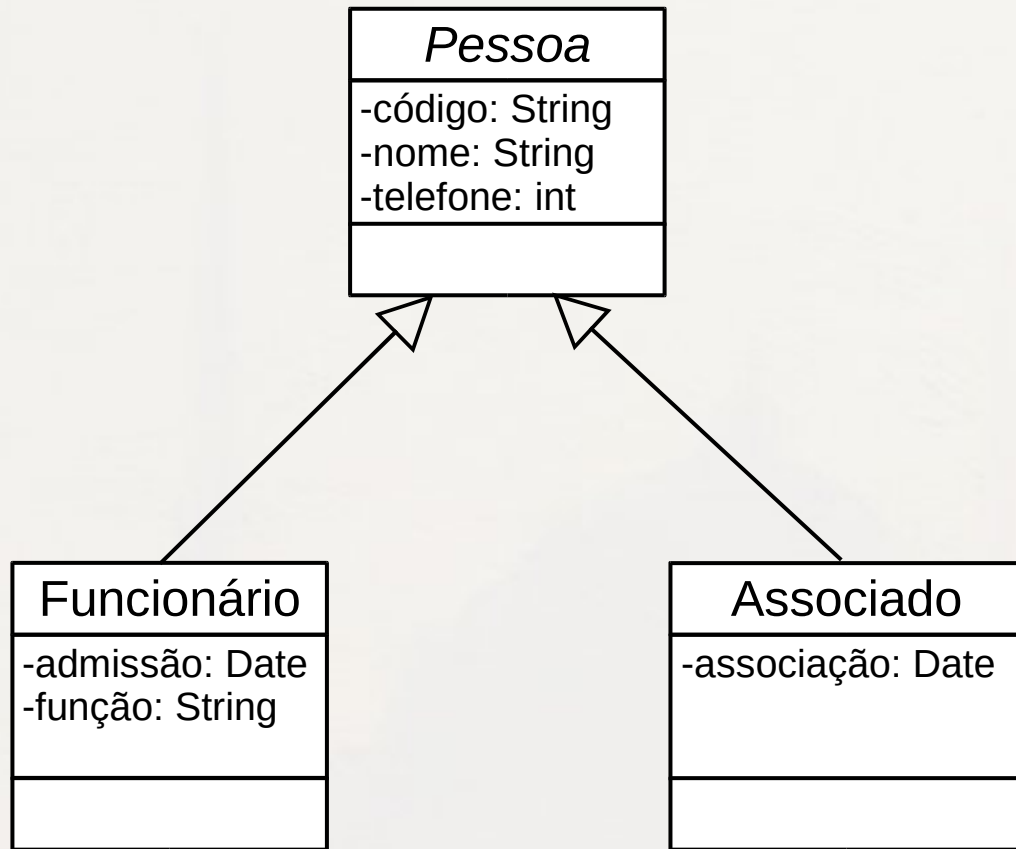 Pessoa
-código: String
-nome: String
-telefone: int
Funcionário
-admissão: Date
-função: String
Associado
-associação: Date